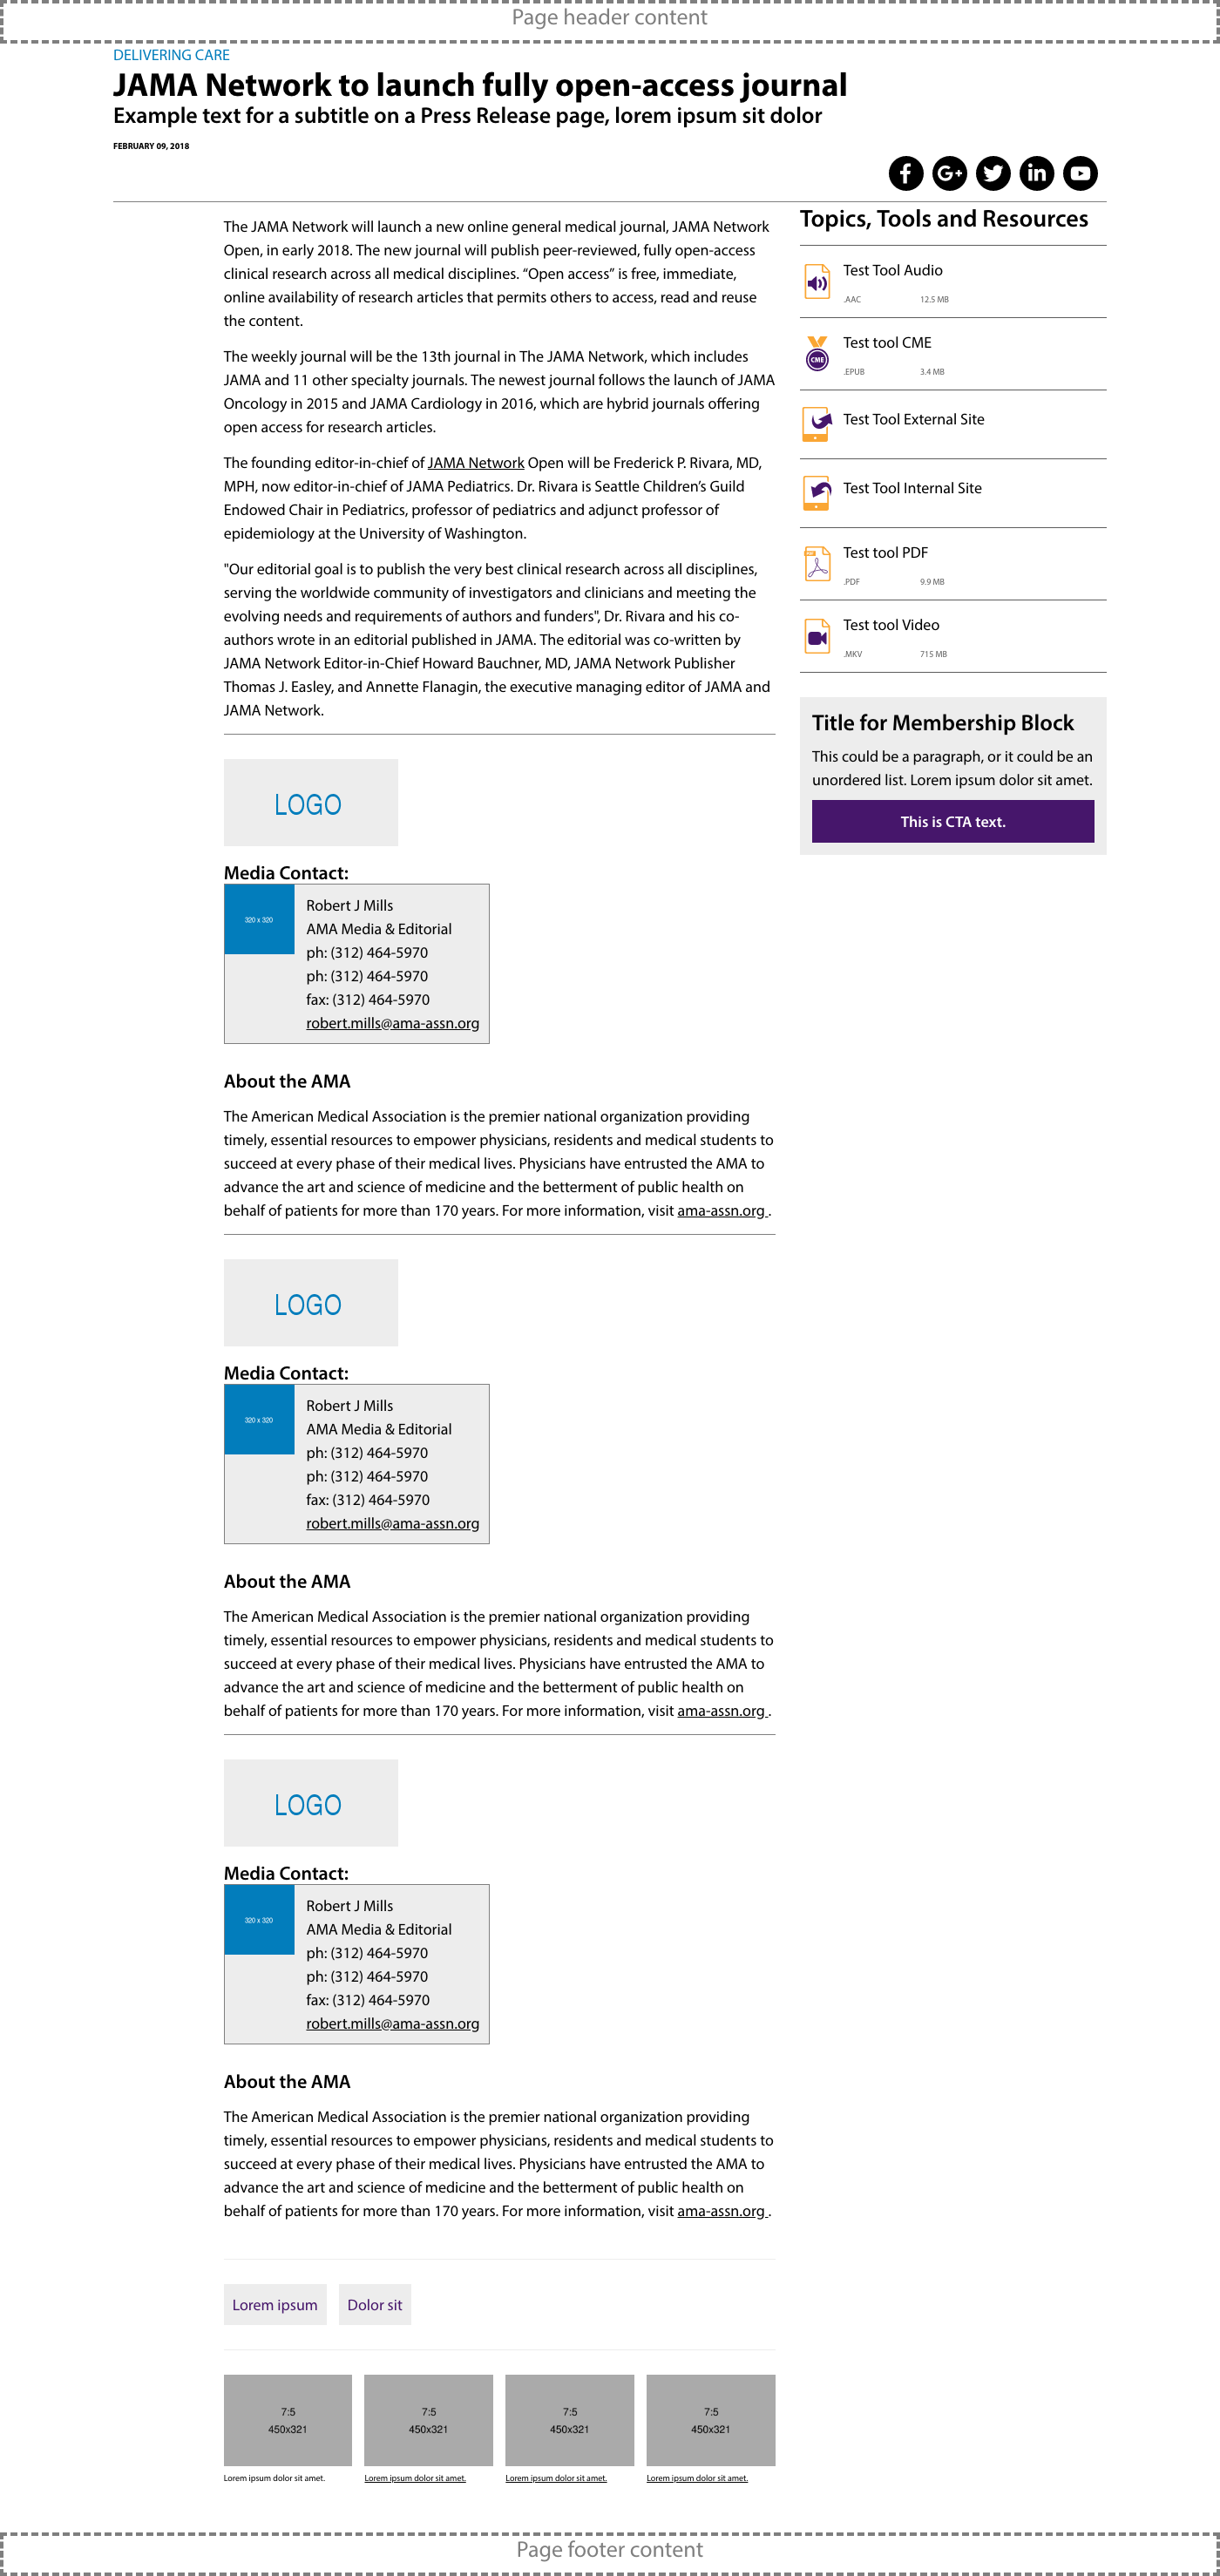 Page header content
DELIVERING CARE
JAMA Network to launch fully open-access journal
Example text for a subtitle on a Press Release page, lorem ipsum sit dolor
FEBRUARY 09, 2018
The JAMA Network will launch a new online general medical journal, JAMA Network
Open, in early 2018. The new journal will publish peer-reviewed, fully open-access
clinical research across all medical disciplines. “Open access” is free, immediate,
online availability of research articles that permits others to access, read and reuse
the content.
The weekly journal will be the 13th journal in The JAMA Network, which includes
JAMA and 11 other specialty journals. The newest journal follows the launch of JAMA
Oncology in 2015 and JAMA Cardiology in 2016, which are hybrid journals offering
open access for research articles.
The founding editor-in-chief of JAMA Network Open will be Frederick P. Rivara, MD,
MPH, now editor-in-chief of JAMA Pediatrics. Dr. Rivara is Seattle Children’s Guild
Endowed Chair in Pediatrics, professor of pediatrics and adjunct professor of
epidemiology at the University of Washington.
"Our editorial goal is to publish the very best clinical research across all disciplines,
serving the worldwide community of investigators and clinicians and meeting the
evolving needs and requirements of authors and funders", Dr. Rivara and his co-
authors wrote in an editorial published in JAMA. The editorial was co-written by
JAMA Network Editor-in-Chief Howard Bauchner, MD, JAMA Network Publisher
Thomas J. Easley, and Annette Flanagin, the executive managing editor of JAMA and
JAMA Network.
LOGO
Media Contact:
320 x 320
Robert J Mills
AMA Media & Editorial
ph: (312) 464-5970
ph: (312) 464-5970
fax: (312) 464-5970
robert.mills@ama-assn.org
About the AMA
The American Medical Association is the premier national organization providing
timely, essential resources to empower physicians, residents and medical students to
succeed at every phase of their medical lives. Physicians have entrusted the AMA to
advance the art and science of medicine and the betterment of public health on
behalf of patients for more than 170 years. For more information, visit ama-assn.org .
LOGO
Media Contact:
320 x 320
Robert J Mills
AMA Media & Editorial
ph: (312) 464-5970
ph: (312) 464-5970
fax: (312) 464-5970
robert.mills@ama-assn.org
About the AMA
The American Medical Association is the premier national organization providing
timely, essential resources to empower physicians, residents and medical students to
succeed at every phase of their medical lives. Physicians have entrusted the AMA to
advance the art and science of medicine and the betterment of public health on
behalf of patients for more than 170 years. For more information, visit ama-assn.org .
LOGO
Media Contact:
320 x 320
Robert J Mills
AMA Media & Editorial
ph: (312) 464-5970
ph: (312) 464-5970
fax: (312) 464-5970
robert.mills@ama-assn.org
About the AMA
The American Medical Association is the premier national organization providing
timely, essential resources to empower physicians, residents and medical students to
succeed at every phase of their medical lives. Physicians have entrusted the AMA to
advance the art and science of medicine and the betterment of public health on
behalf of patients for more than 170 years. For more information, visit ama-assn.org .
Lorem ipsum Dolor sit
7:5 7:5 7:5 7:5
450x321 450x321 450x321 450x321
Lorem ipsum dolor sit amet. Lorem ipsum dolor sit amet. Lorem ipsum dolor sit amet. Lorem ipsum dolor sit amet.
Topics, Tools and Resources
Test Tool Audio
.AAC 12.5 MB
Test tool CME
CME
.EPUB 3.4 MB
Test Tool External Site
Test Tool Internal Site
Test tool PDF
.PDF 9.9 MB
Test tool Video
.MKV 715 MB
Title for Membership Block
This could be a paragraph, or it could be an
unordered list. Lorem ipsum dolor sit amet.
This is CTA text.
Page footer content